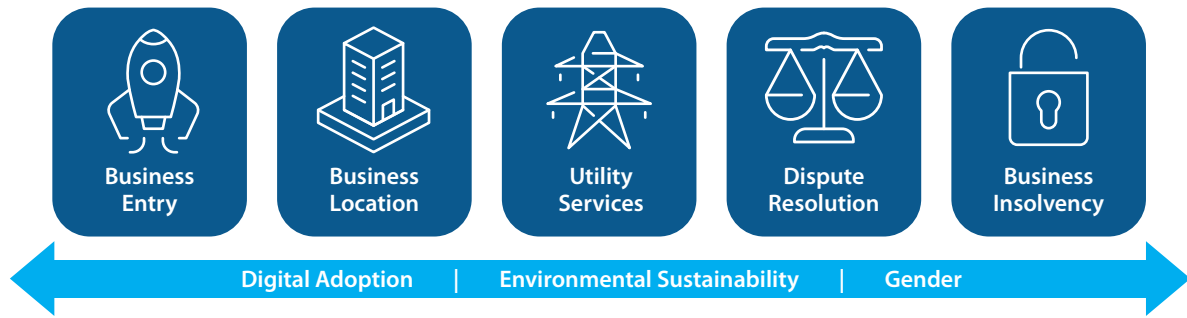 Business
Entry
Business
Location
Utility
Services
Dispute
Resolution
Business
Insolvency
Digital Adoption | Environmental Sustainability | Gender